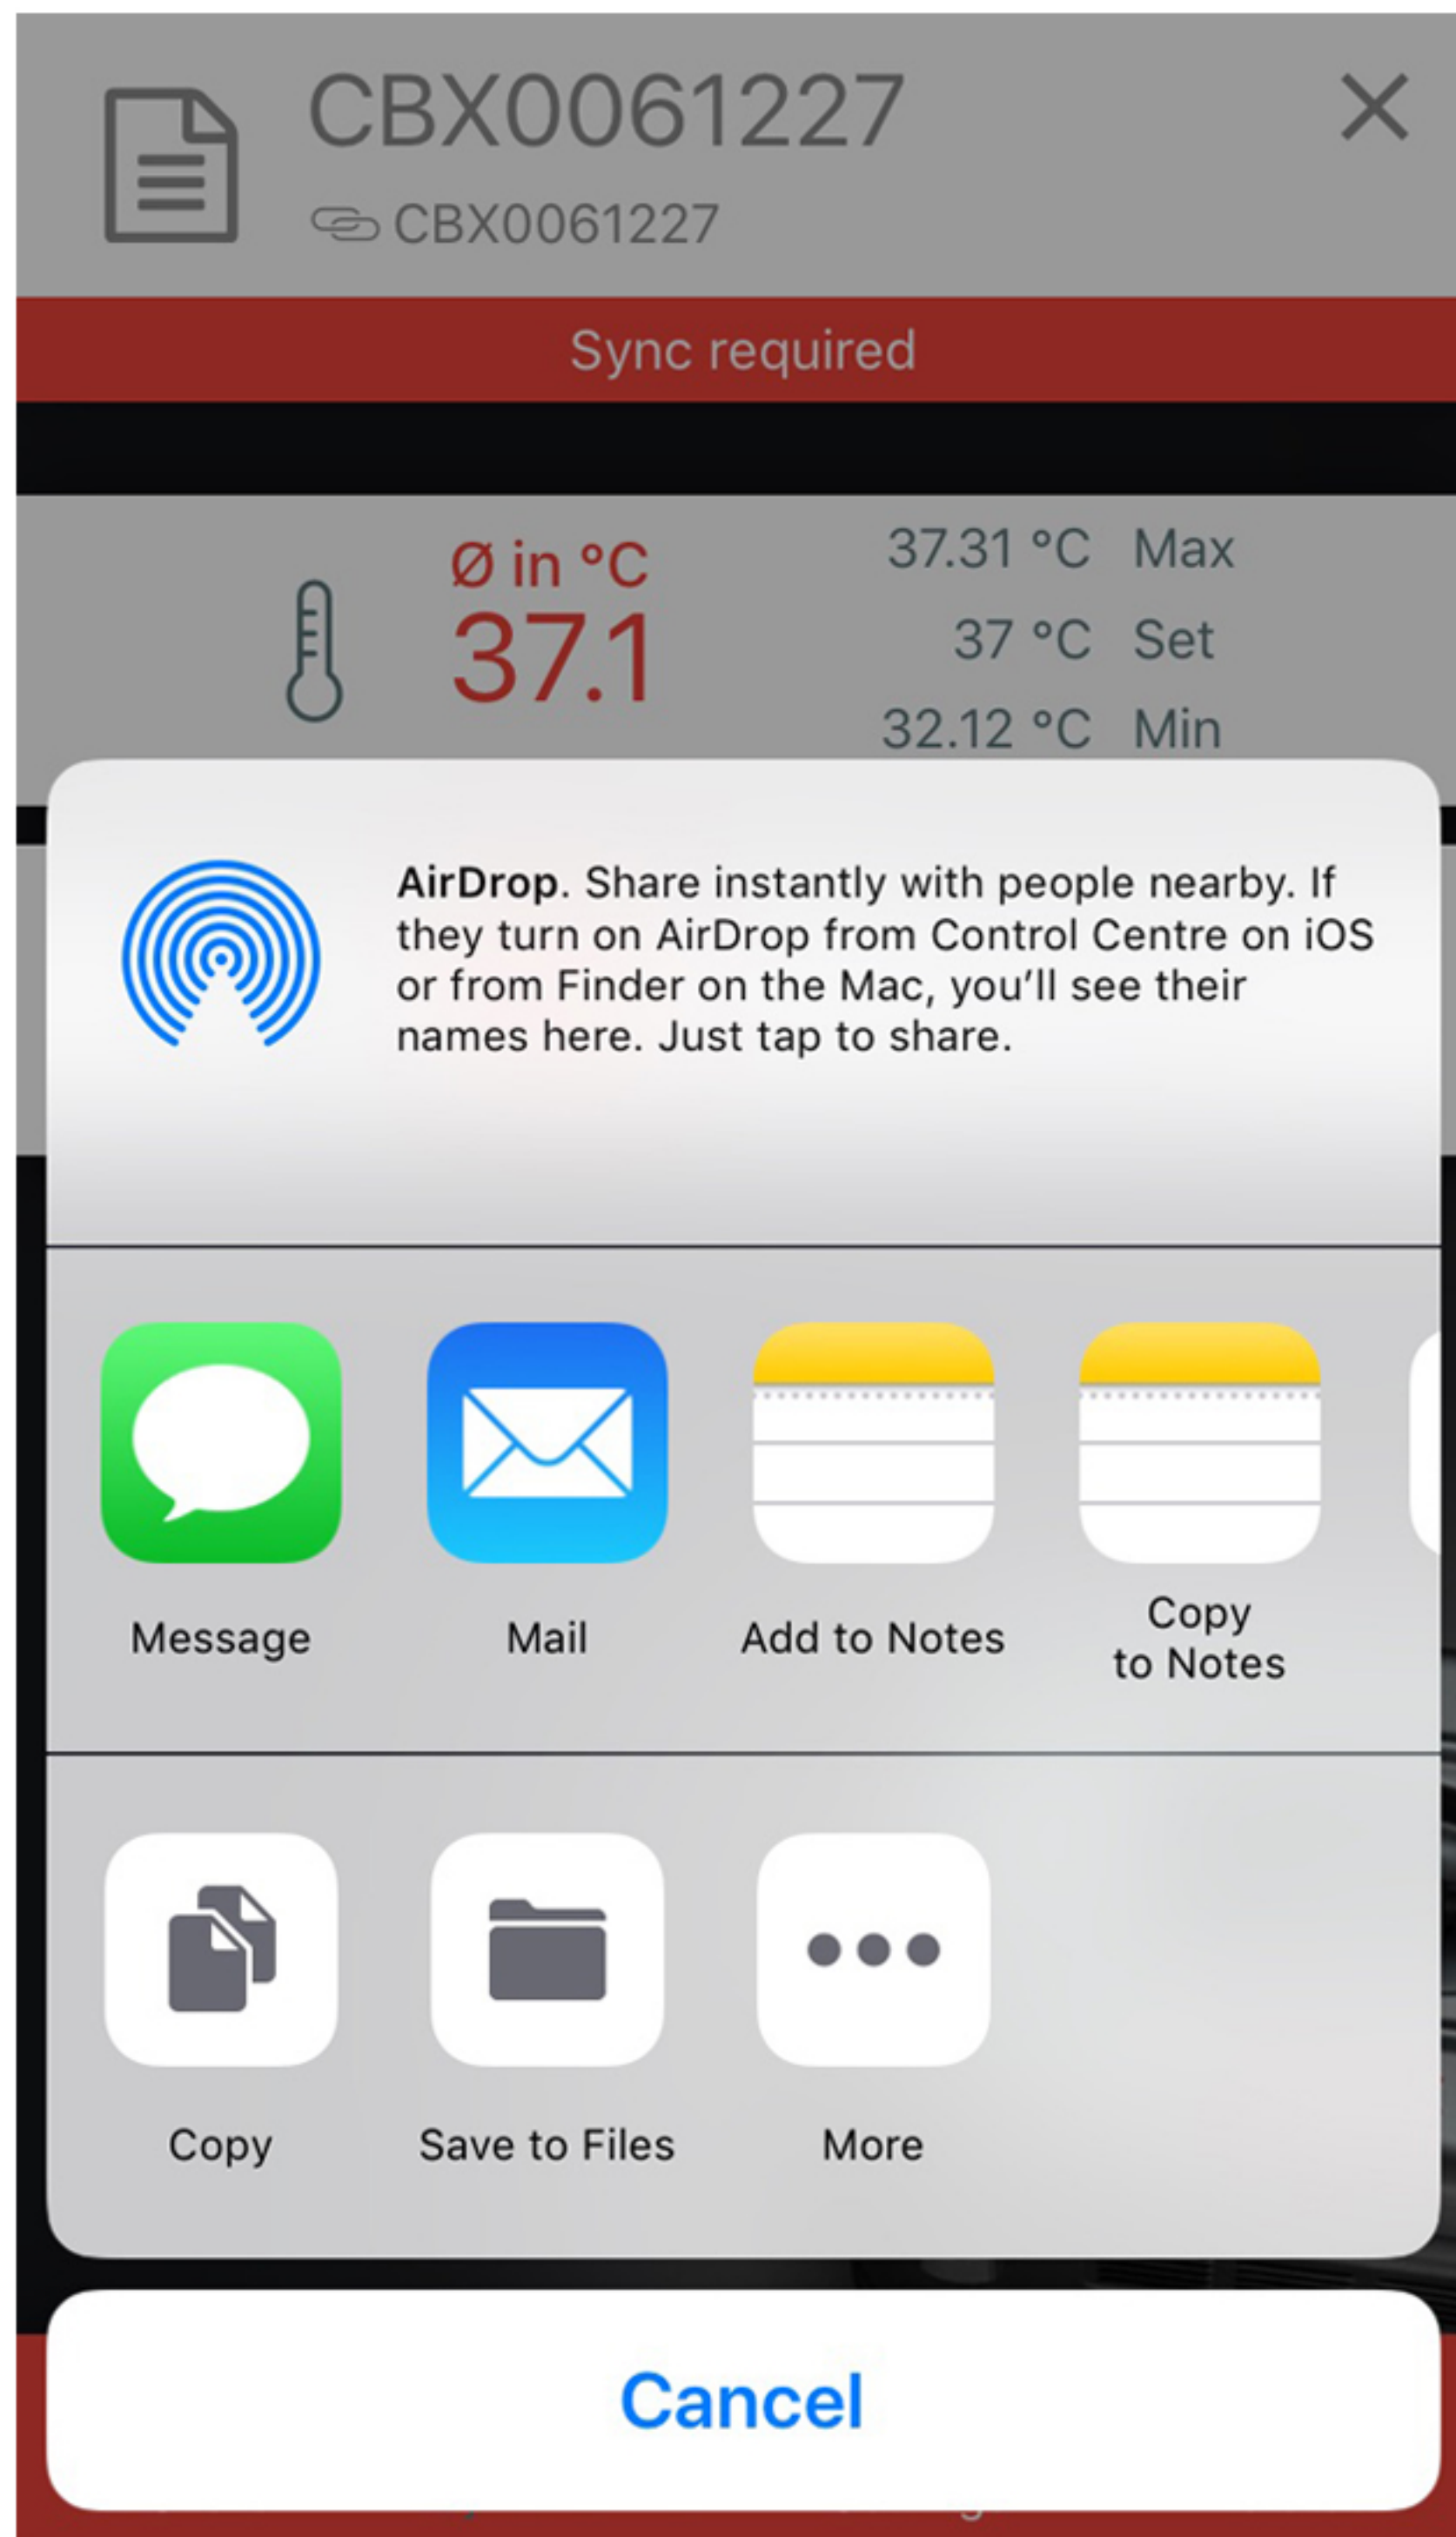 CBX0061227
CBX0061227
Sync required
Ø in °C
37.1
37.31 °C Max
37 °C Set
32.12 °C Min
AirDrop. Share instantly with people nearby. If
they turn on AirDrop from Control Centre on iOS
or from Finder on the Mac, you’ll see their
names here. Just tap to share.
Message
Mail
Add to Notes
Copy
to Notes
Copy
Save to Files
More
Cancel